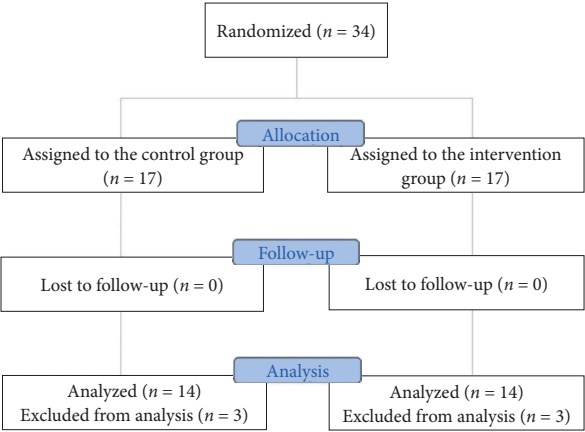 Randomized (n = 34)
Allocation
Assigned to the control group
(n = 17)
Assigned to the intervention
group (n = 17)
Follow-up
Lost to follow-up (n = 0)
Lost to follow-up (n = 0)
Analysis
Analyzed (n = 14)
Excluded from analysis (n = 3)
Analyzed (n = 14)
Excluded from analysis (n = 3)